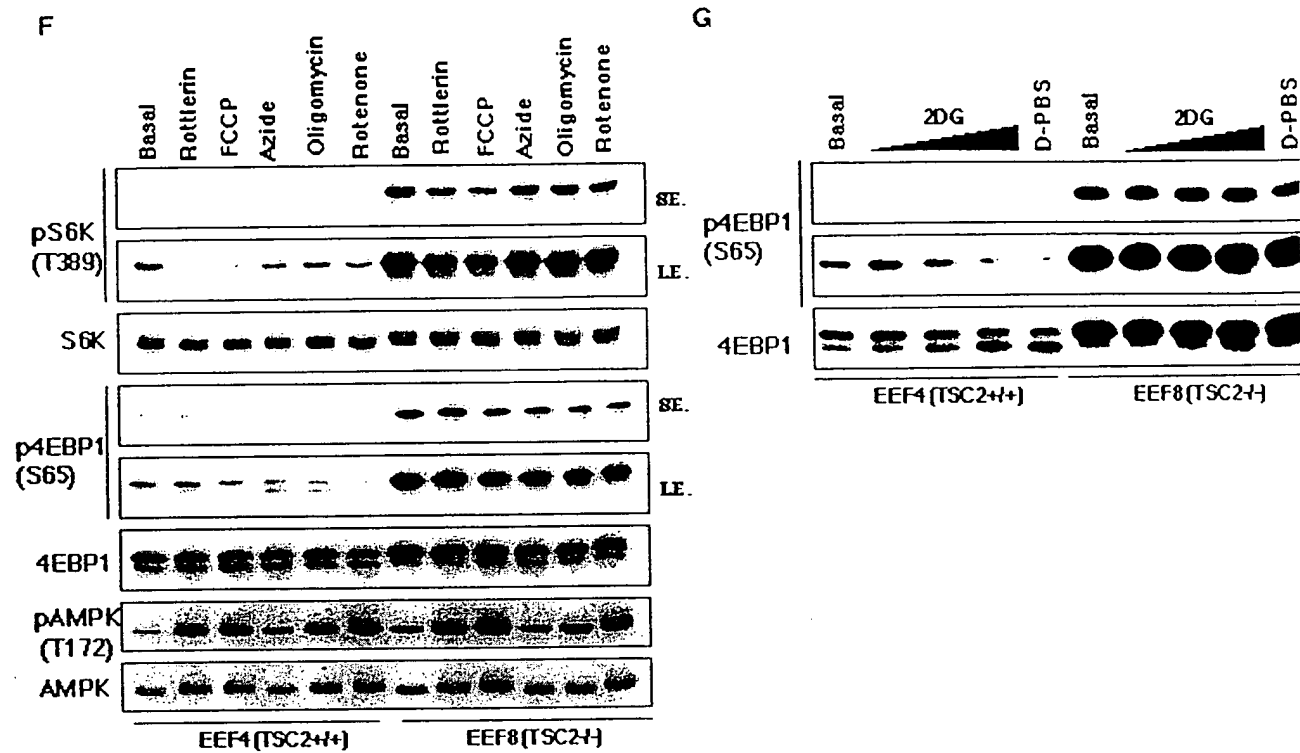 F
Basal
Rottlerin
FCCP
Azide
Oligomycin
Rotenone
Basal
Rottlerin
FCCP
Azide
Oligomycin
Rotenone
pS6K
(T389)
SE.
LE.
S6K
p4EBP1
(S65)
SE.
LE.
4EBP1
pAMPK
(T172)
AMPK
EEF4 (TSC2+/+)
EEF8 (TSC2-/-)
G
Basal
2DG
D-PBS
Basal
2DG
D-PBS
p4EBP1
(S65)
4EBP1
EEF4 (TSC2+/+)
EEF8 (TSC2-/-)